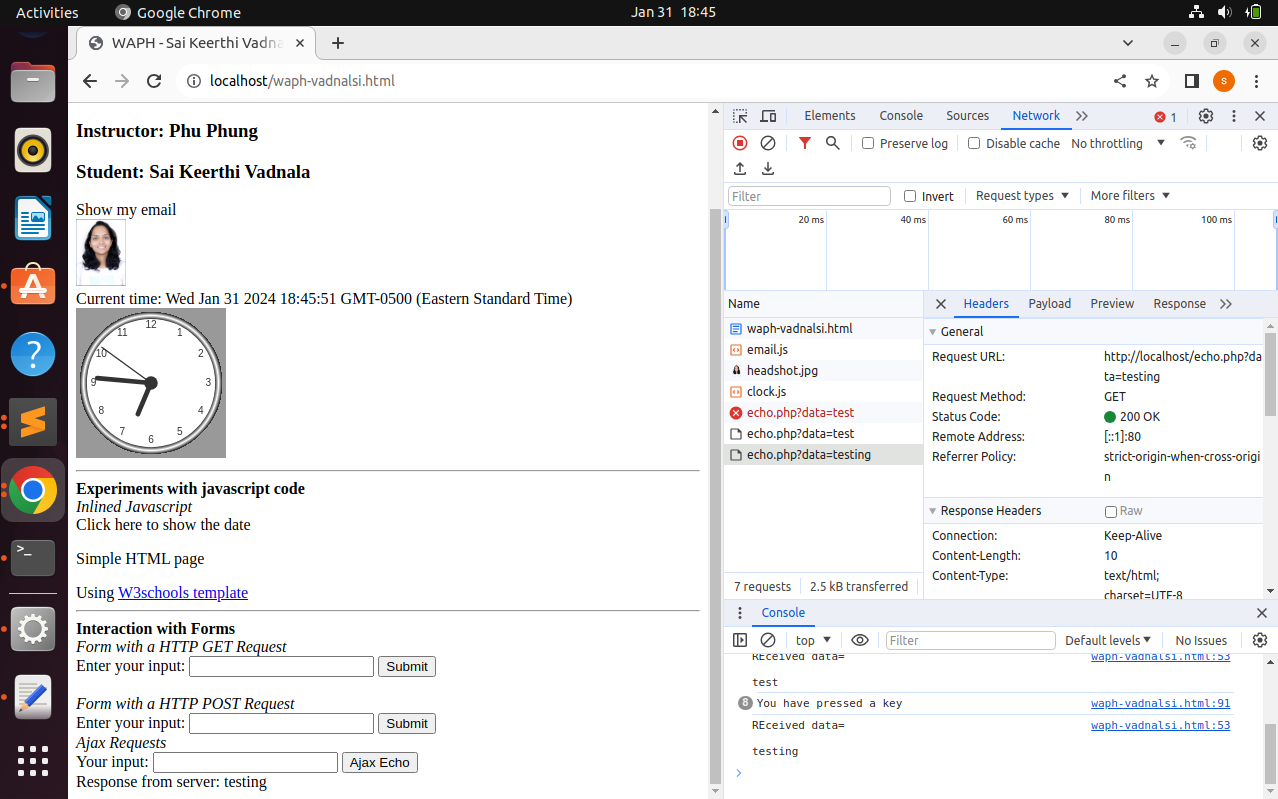 Activities
Google Chrome
Jan 31 18:45
WAPH - Sai Keerthi Vadna
localhost/waph-vadnalsi.html
S
Instructor: Phu Phung
Student: Sai Keerthi Vadnala
Show my email
Current time: Wed Jan 31 2024 18:45:51 GMT-0500 (Eastern Standard Time)
12
1
2
3
4
5
6
7
8
9
10
11
Experiments with javascript code
Inlined Javascript
Click here to show the date
Simple HTML page
Using W3schools template
Interaction with Forms
Form with a HTTP GET Request
Enter your input: Submit
Form with a HTTP POST Request
Enter your input: Submit
Ajax Requests
Your input: Ajax Echo
Response from server: testing
Elements Console Sources Network 1
Preserve log Disable cache No throttling
Filter Invert Request types More filters
20 ms 40 ms 60 ms 80 ms 100 ms
Name
waph-vadnalsi.html
email.js
headshot.jpg
clock.js
echo.php?data=test
echo.php?data=test
echo.php?data=testing
7 requests 2.5 kB transferred
Headers Payload Preview Response
General
Request URL: http://localhost/echo.php?da
ta=testing
Request Method: GET
Status Code: 200 OK
Remote Address: [::1]:80
Referrer Policy: strict-origin-when-cross-origi
n
Response Headers Raw
Connection: Keep-Alive
Content-Length: 10
Content-Type: text/html;
charset=UTF-8
Console
top Filter Default levels No Issues
REceived data= waph-vadnalsi.html:53
test
8 You have pressed a key waph-vadnalsi.html:91
REceived data= waph-vadnalsi.html:53
testing